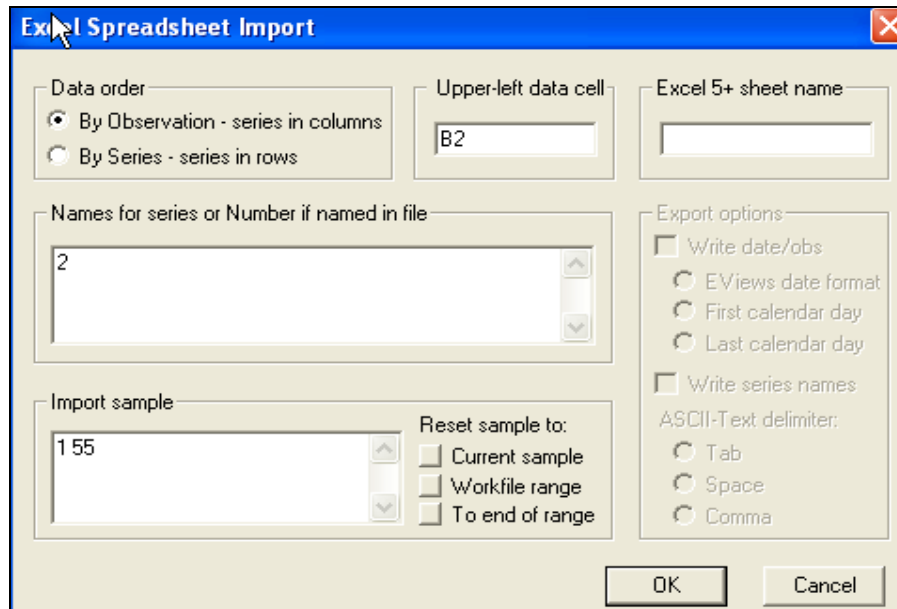 Excel Spreadsheet Import
Data order
By Observation - series in columns
By Series - series in rows
Upper-left data cell
B2
Excel 5+ sheet name
Names for series or Number if named in file
2
Export options
Write date/obs
EViews date format
First calendar day
Last calendar day
Write series names
ASCII-Text delimiter:
Tab
Space
Comma
Import sample
1 55
Reset sample to:
Current sample
Workfile range
To end of range
OK
Cancel